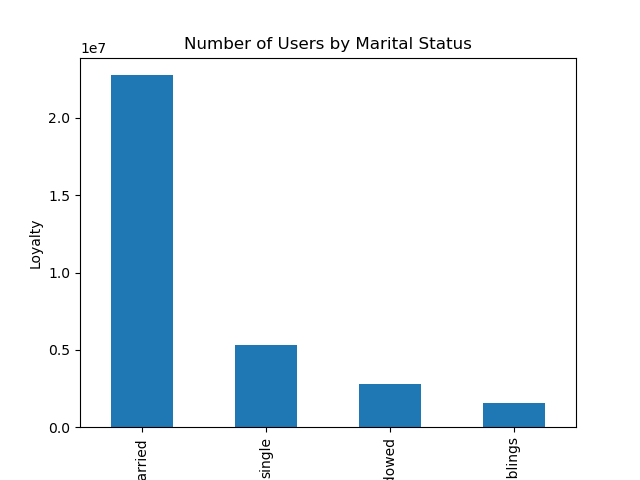 Number of Users by Marital Status
1e7
Loyalty
2.0
1.5
1.0
0.5
0.0
arried
single
dowed
blings